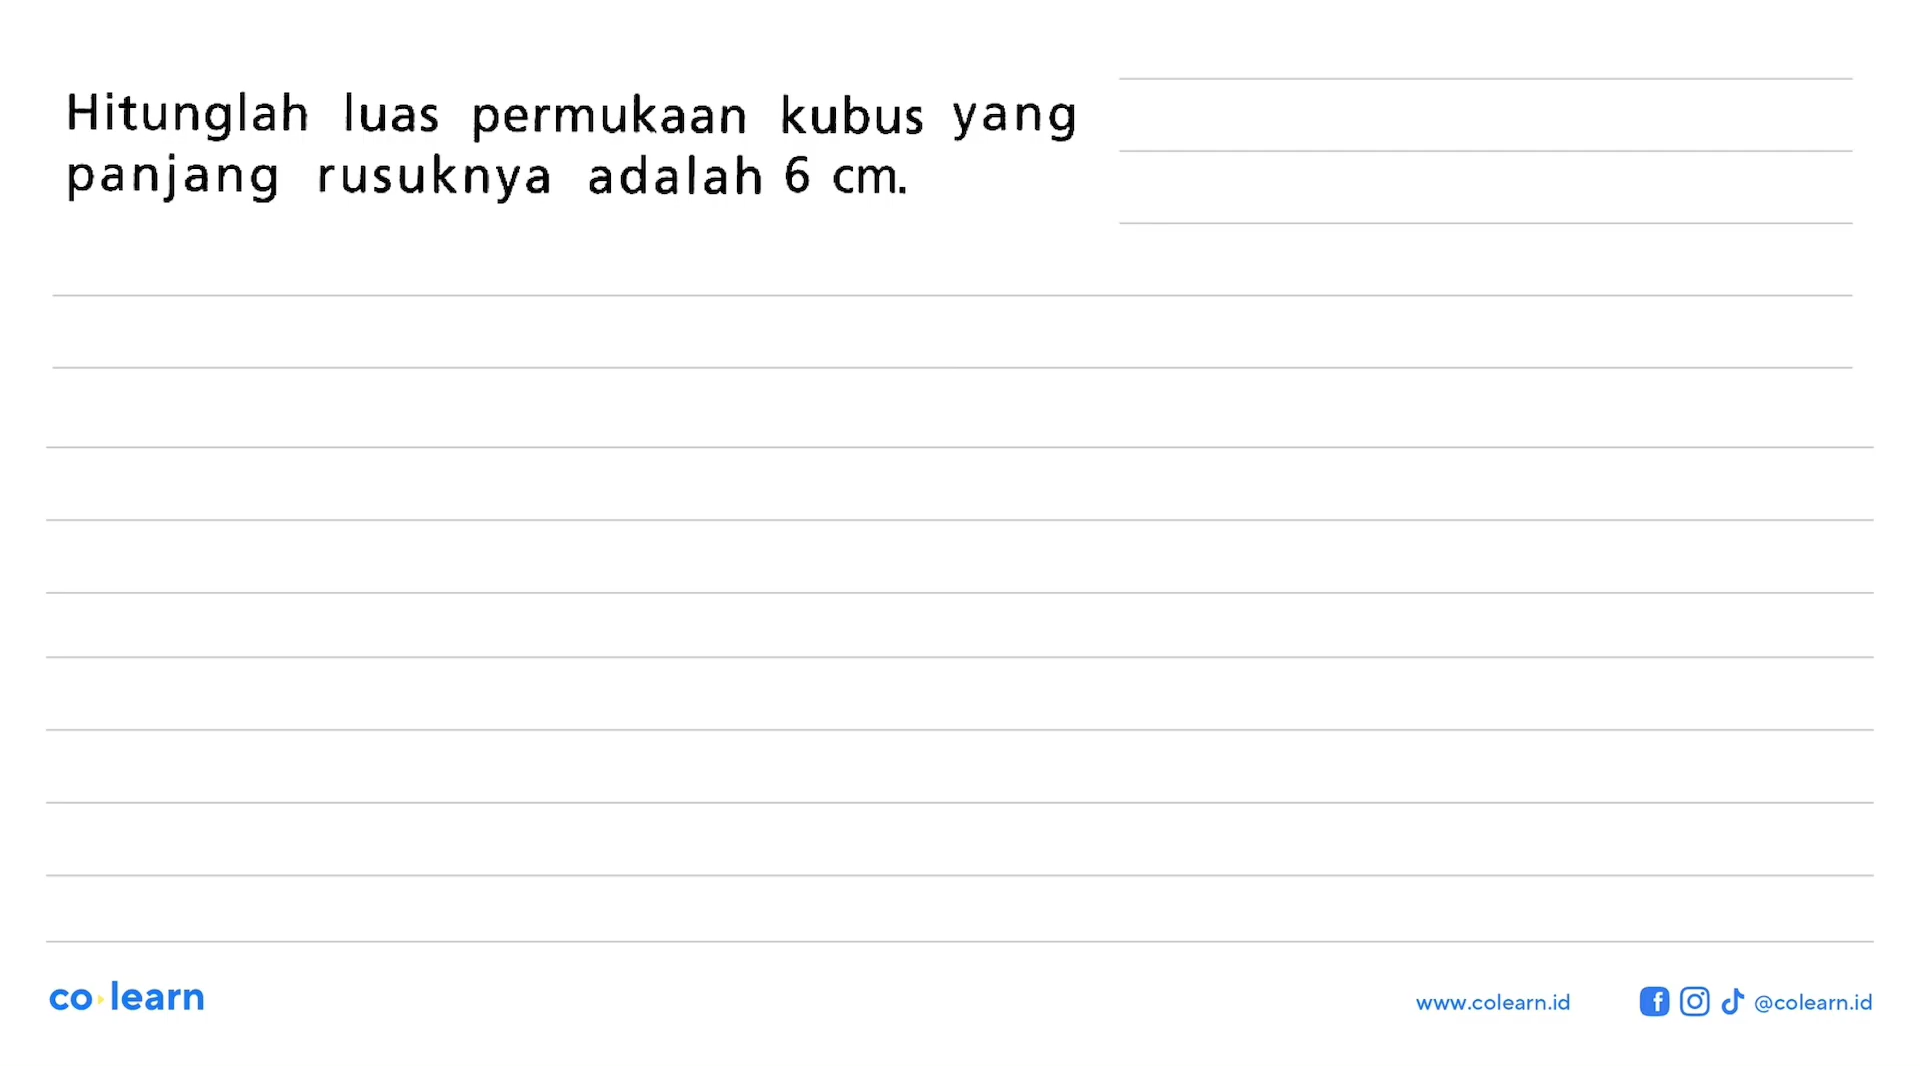 Hitunglah luas permukaan kubus yang
panjang rusuknya adalah 6 cm.
co learn
www.colearn.id
@colearn.id